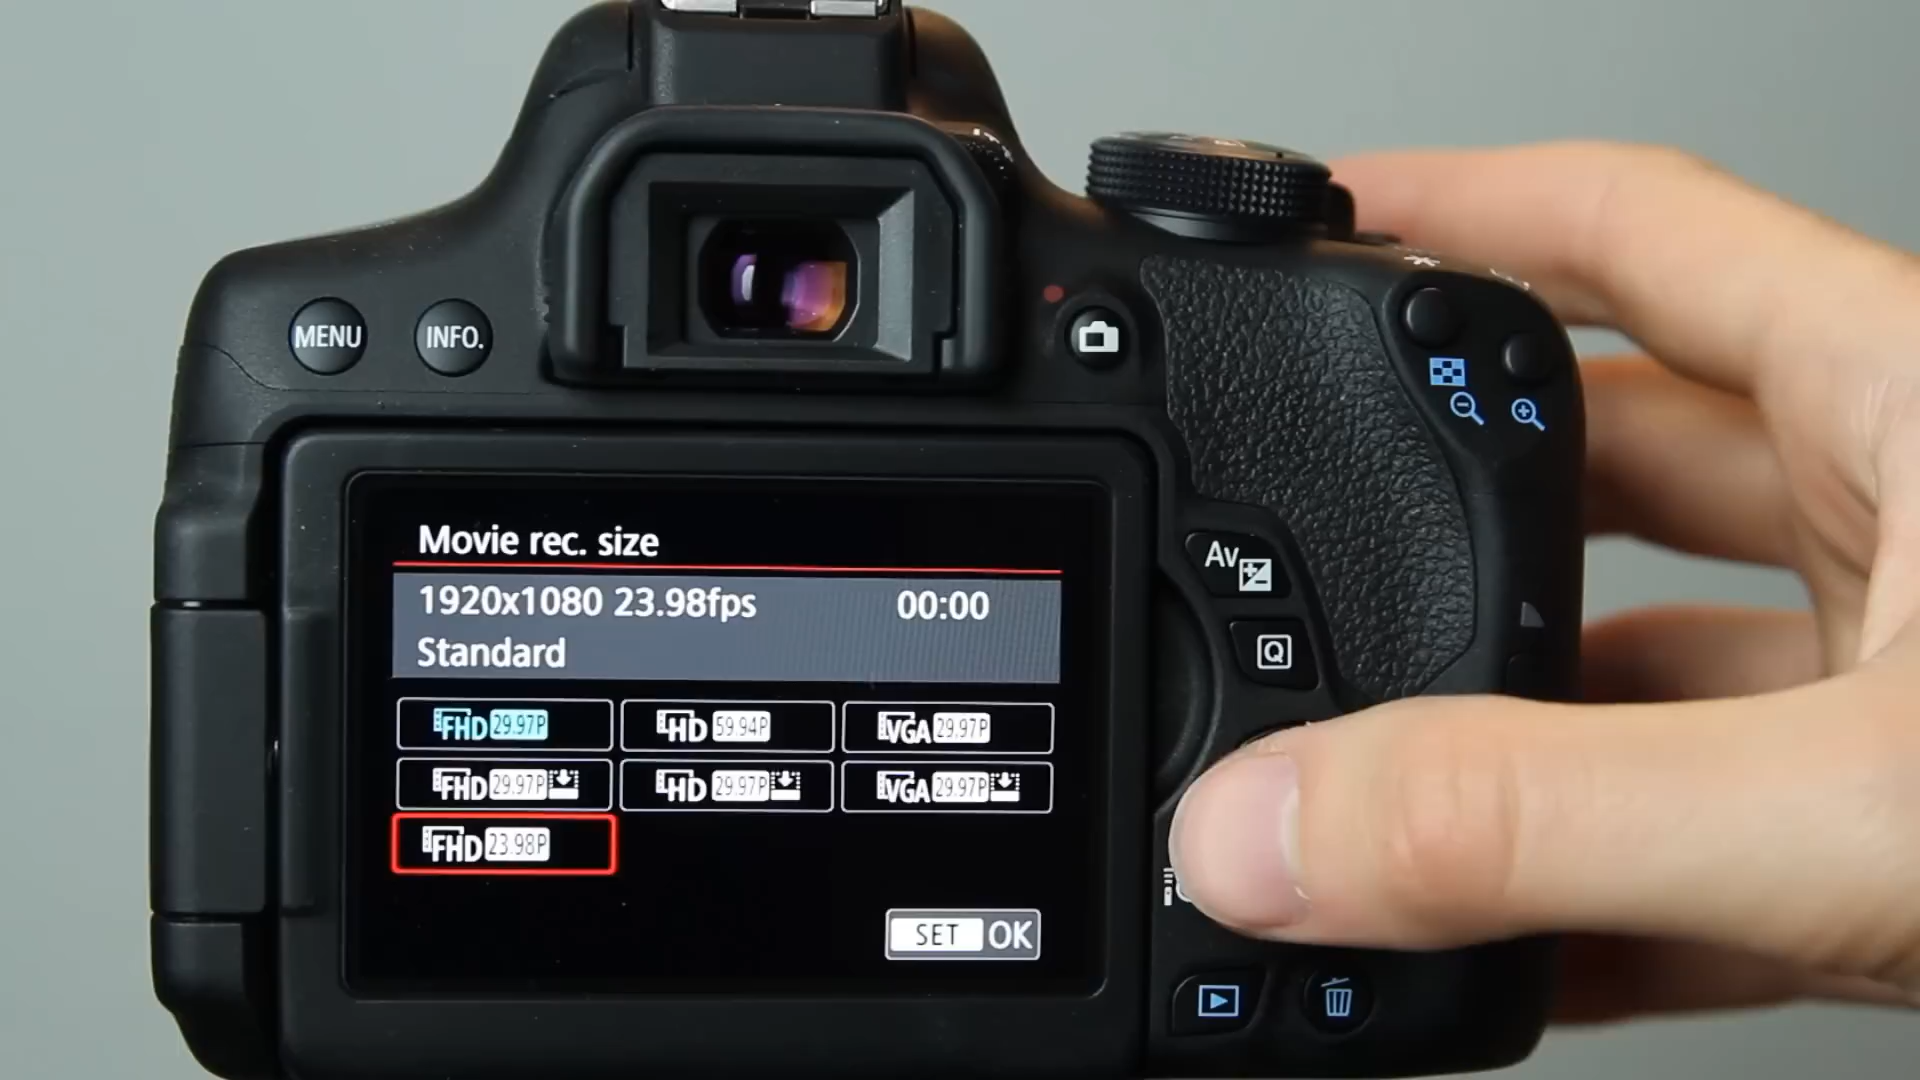 MENU
INFO.
Av
Q
Movie rec. size
1920x1080 23.98fps 00:00
Standard
FHD 29.97P HD 59.94P VGA 29.97P
FHD 29.97P HD 29.97P VGA 29.97P
FHD 23.98P
SET OK